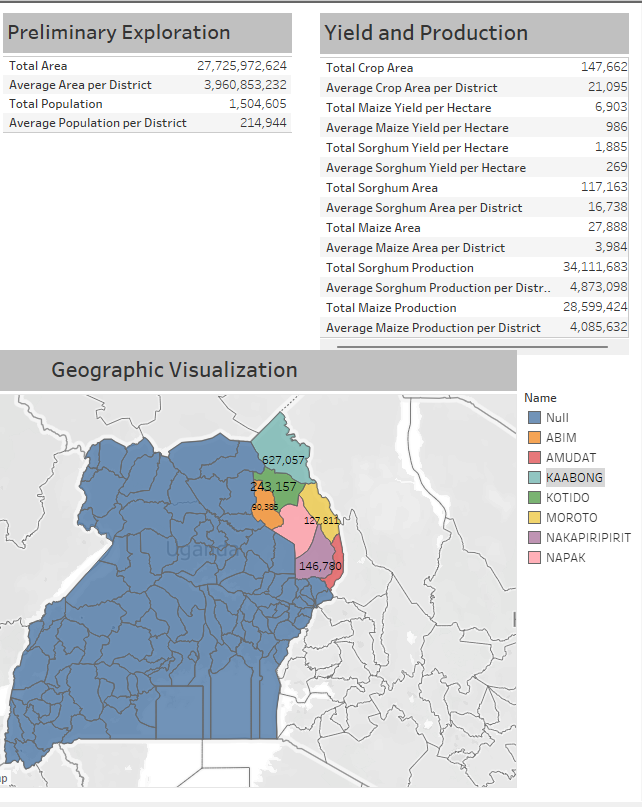 Preliminary Exploration
Total Area 27,725,972,624
Average Area per District 3,960,853,232
Total Population 1,504,605
Average Population per District 214,944
Yield and Production
Total Crop Area 147,662
Average Crop Area per District 21,095
Total Maize Yield per Hectare 6,903
Average Maize Yield per Hectare 986
Total Sorghum Yield per Hectare 1,885
Average Sorghum Yield per Hectare 269
Total Sorghum Area 117,163
Average Sorghum Area per District 16,738
Total Maize Area 27,888
Average Maize Area per District 3,984
Total Sorghum Production 34,111,683
Average Sorghum Production per Distr.. 4,873,098
Total Maize Production 28,599,424
Average Maize Production per District 4,085,632
Geographic Visualization
627,057
243,157
90,385
127,811
Uganda
146,780
Name
Null
ABIM
AMUDAT
KAABONG
KOTIDO
MOROTO
NAKAPIRIPIRIT
NAPAK